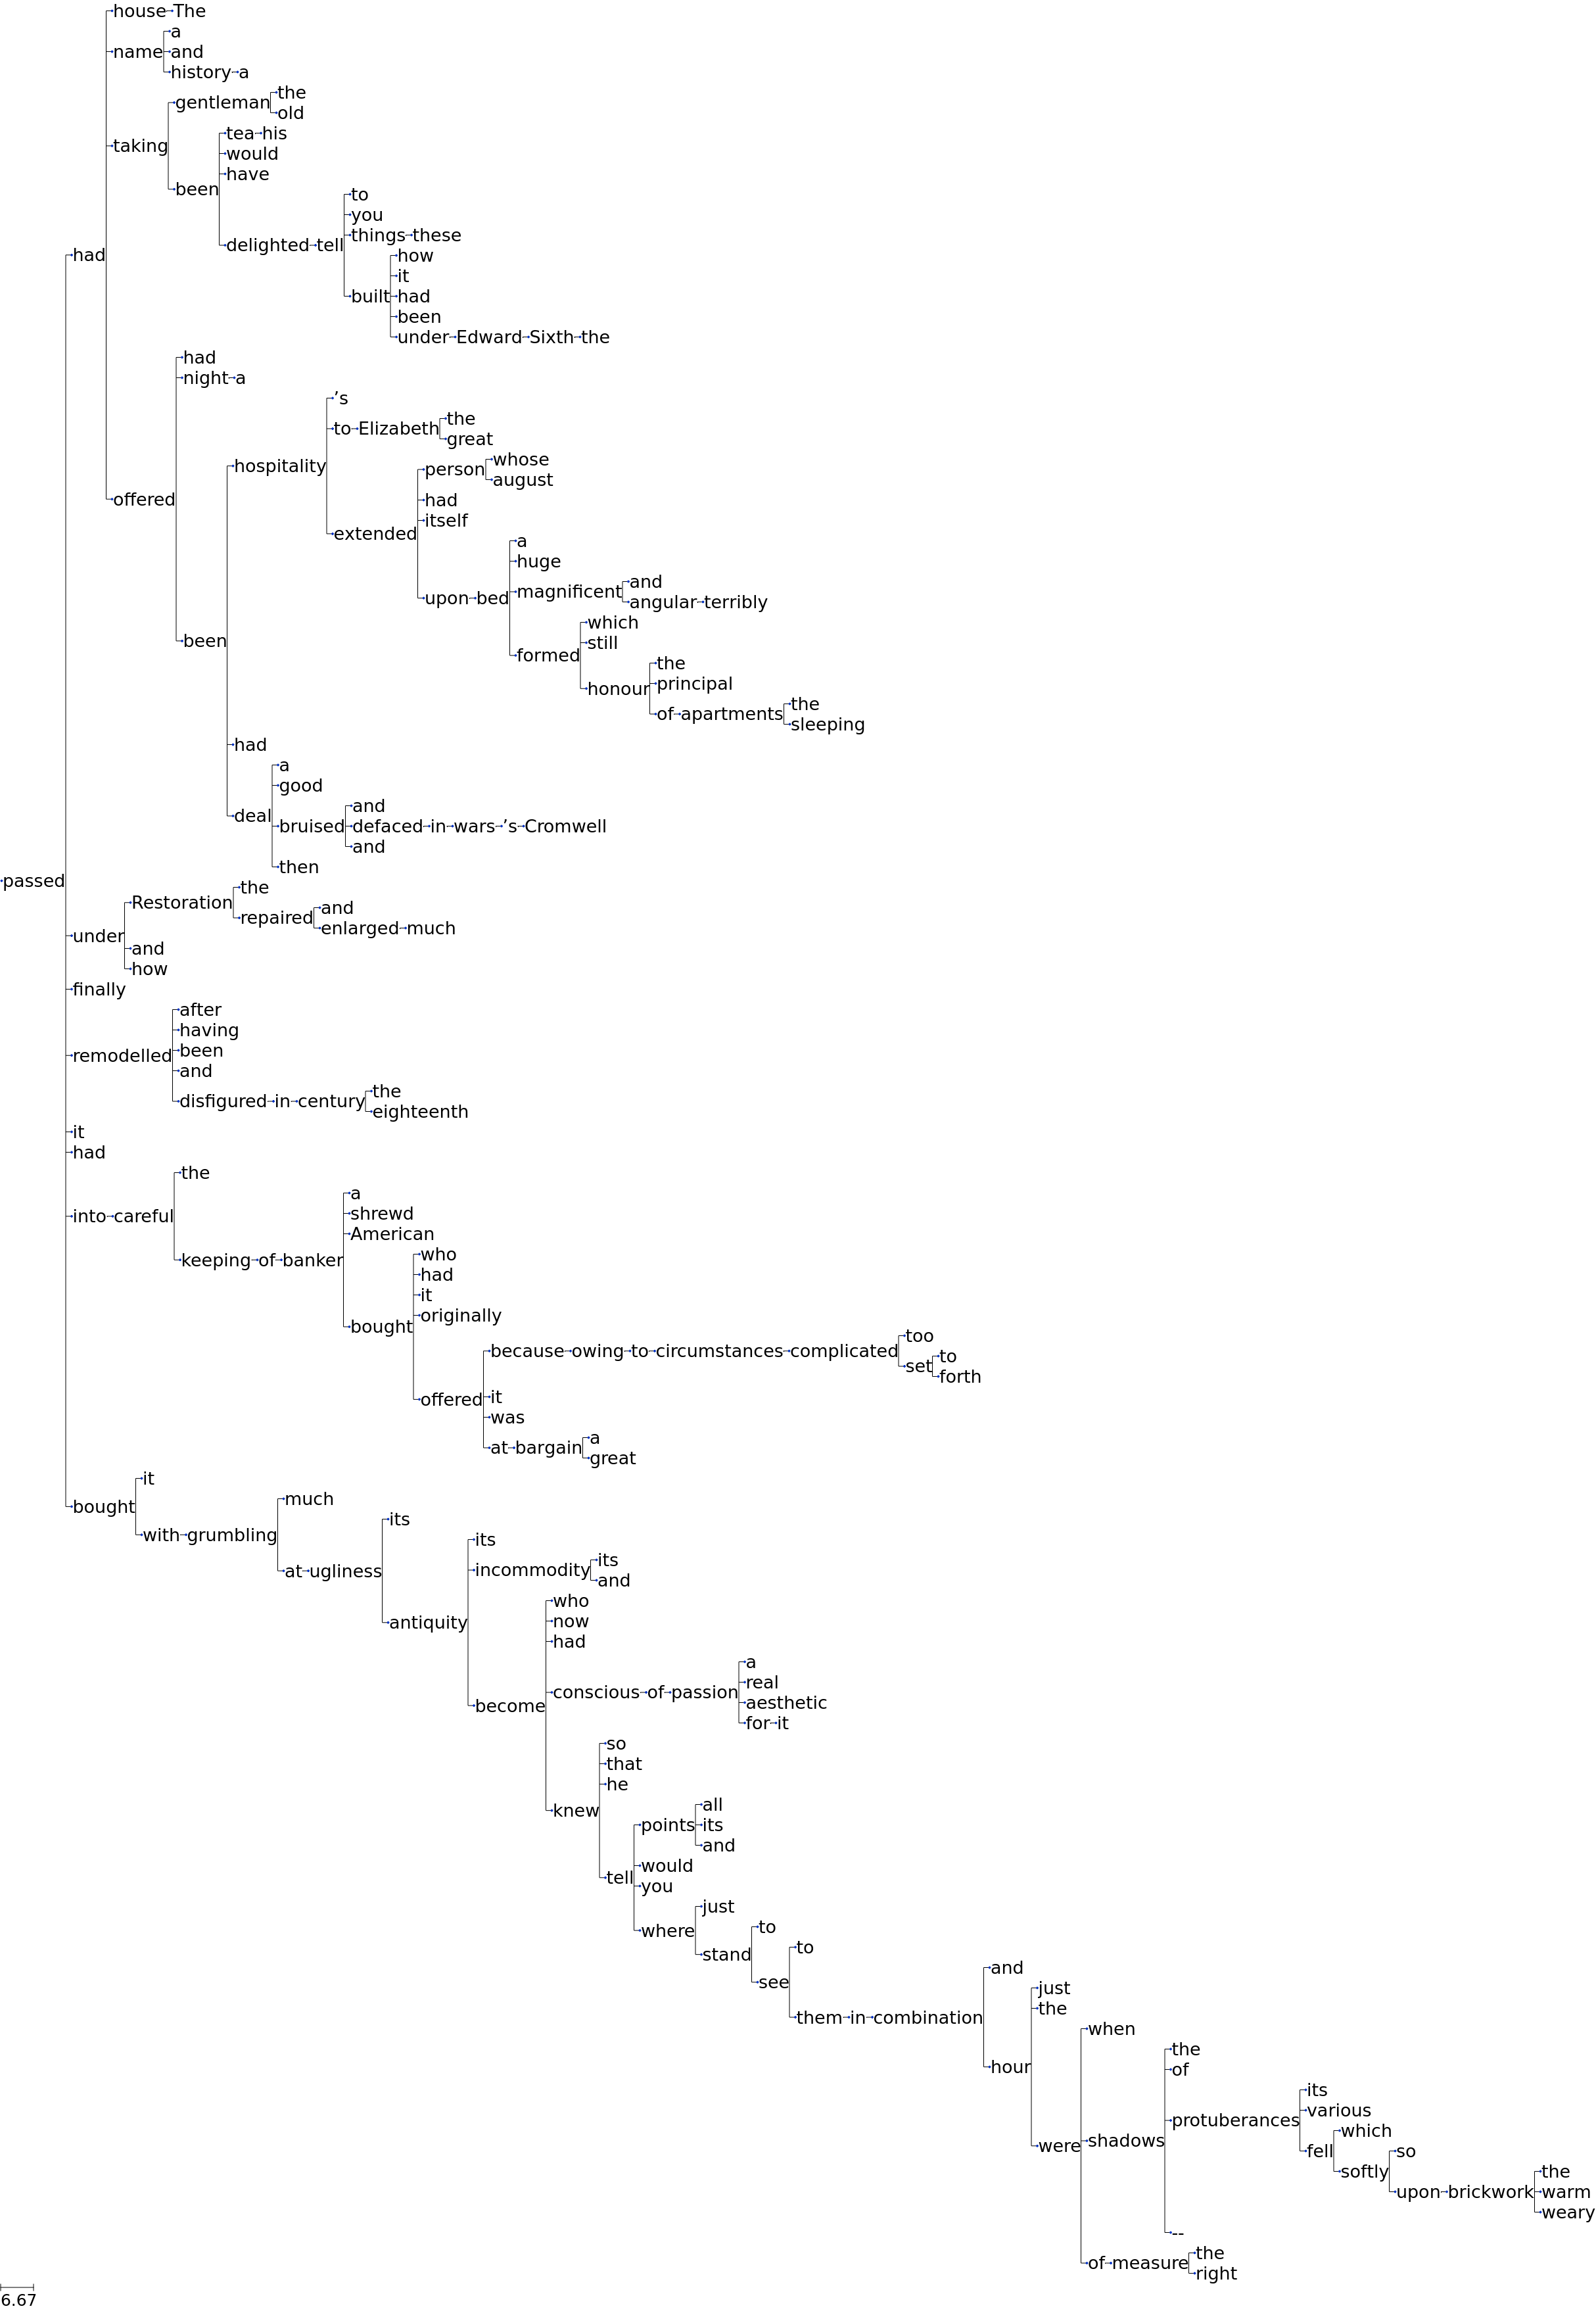 house The
a
name and
history a
the
gentleman
old
tea his
taking would
have
been
to
you
things these
delighted tell
how
had it
built had
been
under Edward Sixth the
had
night a
's
the
to Elizabeth
great
whose
hospitality person
august
offered had
itself
extended
a
huge
and
magnificent
upon bed angular terribly
which
been still
formed
the
honour principal
the
of apartments
sleeping
had
a
good
and
deal bruised defaced in wars 's Cromwell
and
then
passed the
Restoration
and
repaired
enlarged much
under
and
how
finally
after
having
remodelled been
and
the
disfigured in century
eighteenth
it
had
the
a
into careful shrewd
American
who
keeping of banker had
it
originally
bought too
because owing to circumstances complicated to
set
forth
offered it
was
a
at bargain
great
it
bought much
with grumbling its
its
at ugliness its
incommodity
and
who
antiquity now
had
a
real
become conscious of passion
aesthetic
for it
so
that
he
knew all
points its
and
would
tell
you
just
where to
stand to
see and
just
them in combination the
when
hour the
of
its
protuberances various
were shadows which
fell so
softly the
upon brickwork warm
weary
--
the
of measure
right
6.67